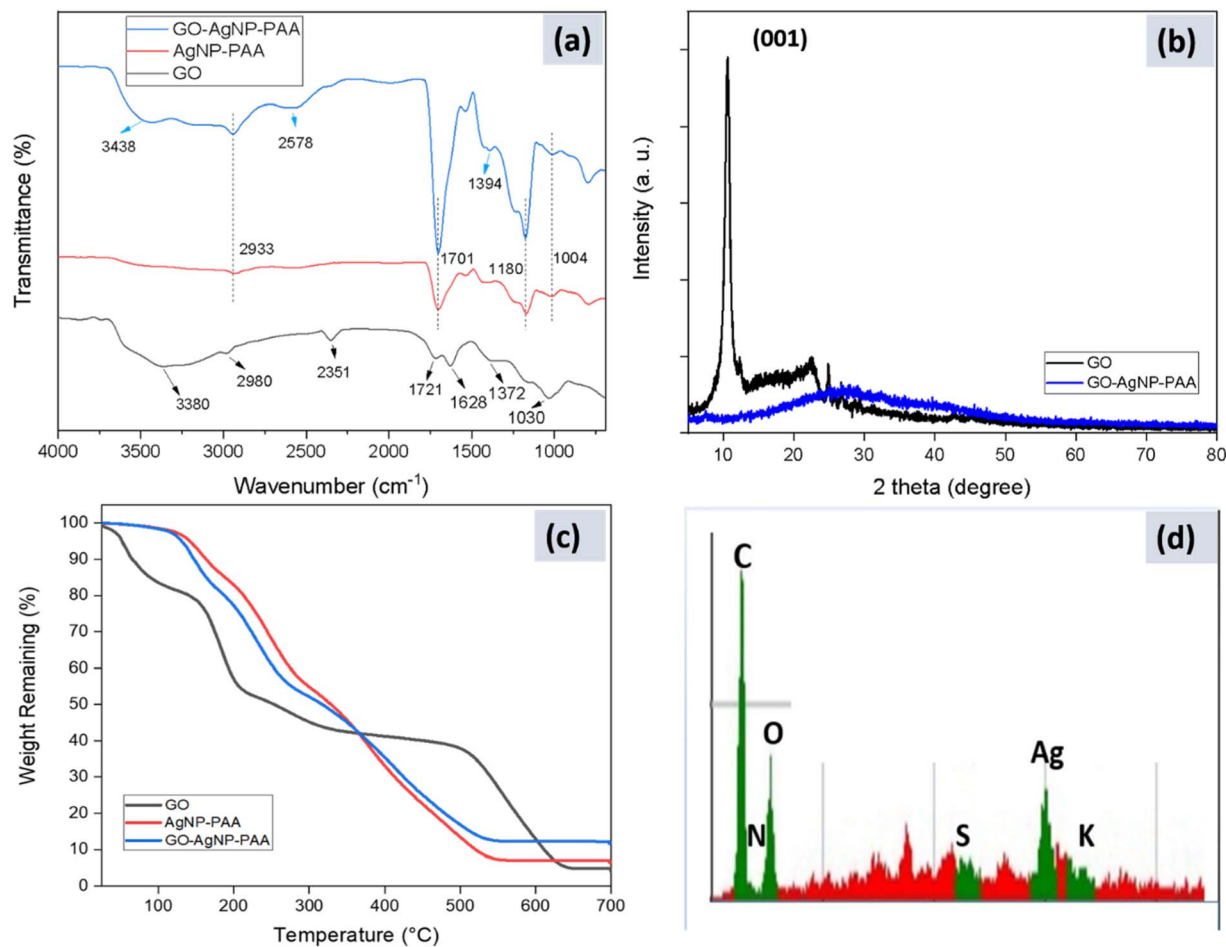 GO-AgNP-PAA
AgNP-PAA
GO
(a)
3438
2578
1394
2933
1701
1180
1004
3380
2980
2351
1721
1628
1372
1030
Transmittance (%)
4000
3500
3000
2500
2000
1500
1000
Wavenumber (cm⁻¹)
(001)
(b)
Intensity (a. u.)
GO
GO-AgNP-PAA
10
20
30
40
50
60
70
80
2 theta (degree)
(c)
100
90
80
70
60
50
40
30
20
10
0
Weight Remaining (%)
GO
AgNP-PAA
GO-AgNP-PAA
100
200
300
400
500
600
700
Temperature (°C)
(d)
C
O
N
S
Ag
K